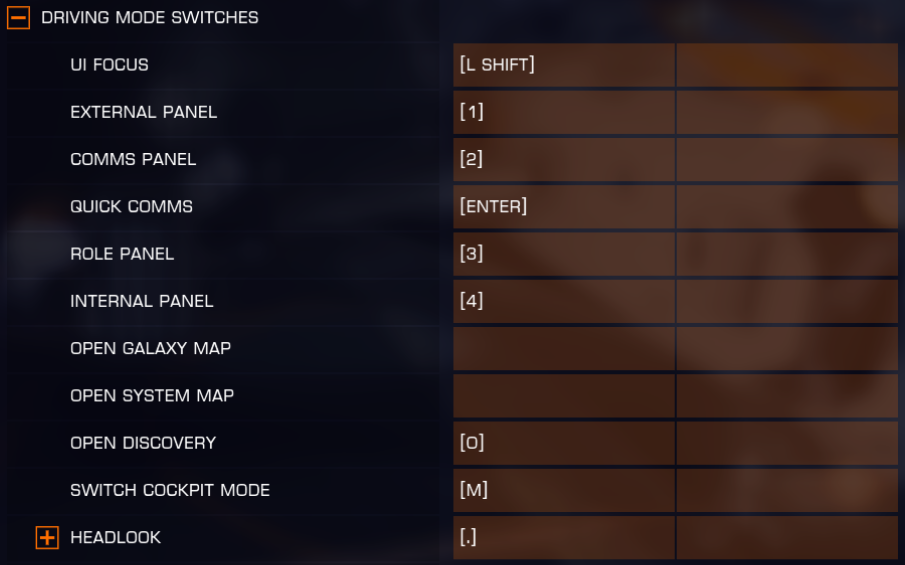 DRIVING MODE SWITCHES
UI FOCUS [L SHIFT]
EXTERNAL PANEL [1]
COMMS PANEL [2]
QUICK COMMS [ENTER]
ROLE PANEL [3]
INTERNAL PANEL [4]
OPEN GALAXY MAP
OPEN SYSTEM MAP
OPEN DISCOVERY [O]
SWITCH COCKPIT MODE [M]
HEADLOOK [.]